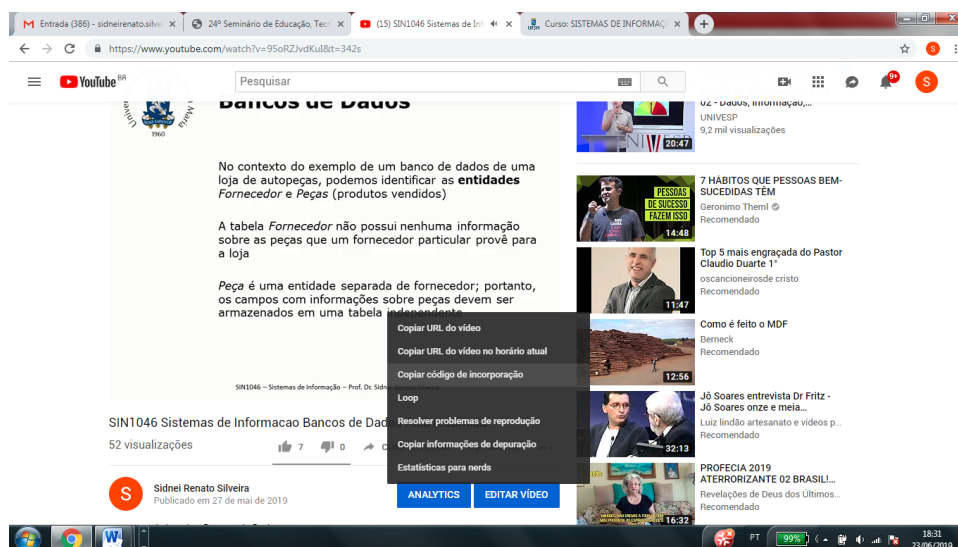 Entrada (386) - sidneirenato.silve
24º Seminário de Educação, Tecn
(15) SIN1046 Sistemas de Inf
Curso: SISTEMAS DE INFORMAÇ
https://www.youtube.com/watch?v=95oRZJvdKuI&t=342s
S
YouTube BR
Pesquisar
9+
S
1960
Bancos de Dados
No contexto do exemplo de um banco de dados de uma
loja de autopeças, podemos identificar as entidades
Fornecedor e Peças (produtos vendidos)
A tabela Fornecedor não possui nenhuma informação
sobre as peças que um fornecedor particular provê para
a loja
Peça é uma entidade separada de fornecedor; portanto,
os campos com informações sobre peças devem ser
armazenados em uma tabela independente
SIN1046 – Sistemas de Informação – Prof. Dr. Sidnei
Copiar URL do vídeo
Copiar URL do vídeo no horário atual
Copiar código de incorporação
Loop
Resolver problemas de reprodução
Copiar informações de depuração
Estatísticas para nerds
SIN1046 Sistemas de Informacao Bancos de Dad
52 visualizações
7
0
S
Sidnei Renato Silveira
Publicado em 27 de mai de 2019
ANALYTICS
EDITAR VÍDEO
02 - Dados, Informação,...
UNIVESP
9,2 mil visualizações
20:47
7 HÁBITOS QUE PESSOAS BEM-
SUCEDIDAS TÊM
Geronimo Theml
Recomendado
PESSOAS
DE SUCESSO
FAZEM ISSO
14:48
Top 5 mais engraçada do Pastor
Claudio Duarte 1°
oscancioneirosde cristo
Recomendado
11:47
Como é feito o MDF
Berneck
Recomendado
12:56
Jô Soares entrevista Dr Fritz -
Jô Soares onze e meia...
Luiz lindão artesanato e vídeos p...
Recomendado
32:13
PROFECIA 2019
ATERRORIZANTE 02 BRASIL!...
Revelações de Deus dos Últimos...
Recomendado
16:32
PT
99%
18:31
23/06/2019